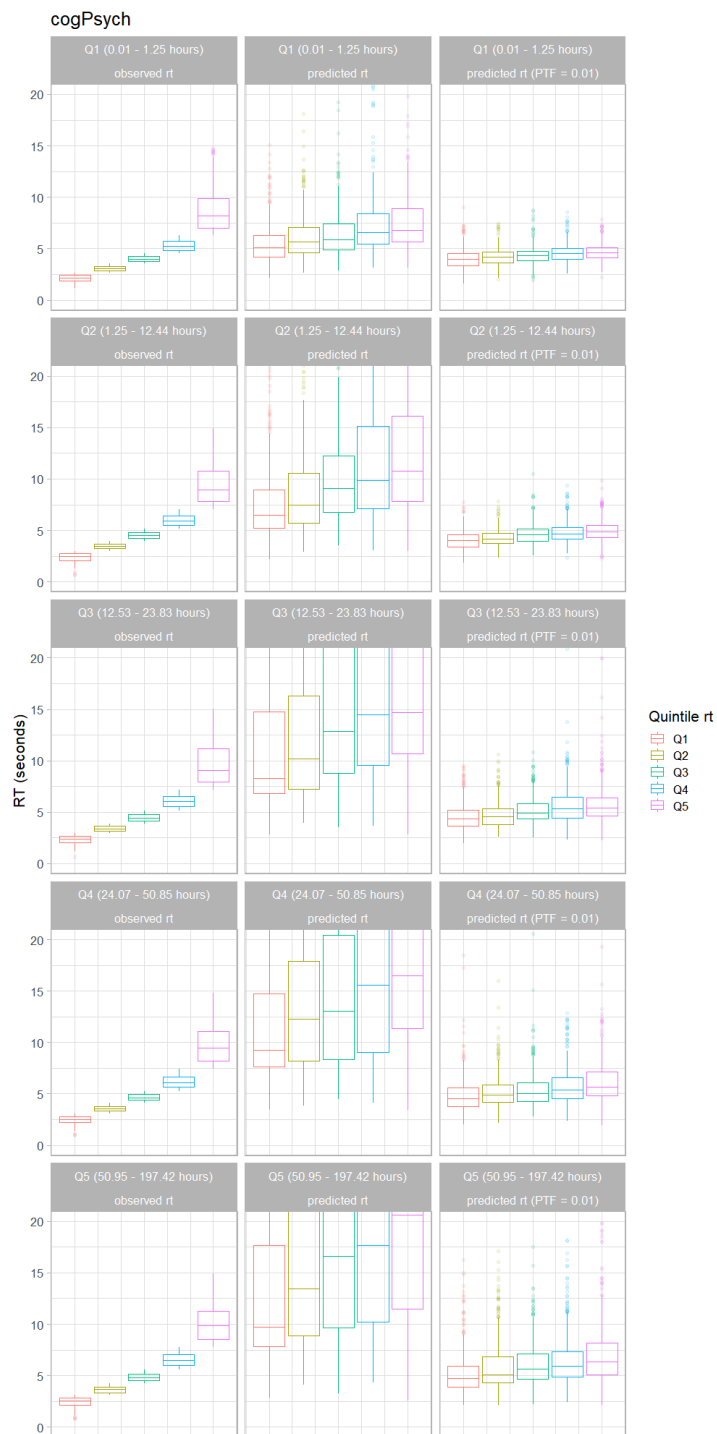 cogPsych
Q1 (0.01 - 1.25 hours)
observed rt
Q1 (0.01 - 1.25 hours)
predicted rt
Q1 (0.01 - 1.25 hours)
predicted rt (PTF = 0.01)
20
15
10
5
0
Q2 (1.25 - 12.44 hours)
observed rt
Q2 (1.25 - 12.44 hours)
predicted rt
Q2 (1.25 - 12.44 hours)
predicted rt (PTF = 0.01)
20
15
10
5
0
Q3 (12.53 - 23.83 hours)
observed rt
Q3 (12.53 - 23.83 hours)
predicted rt
Q3 (12.53 - 23.83 hours)
predicted rt (PTF = 0.01)
20
15
10
5
0
RT (seconds)
Q4 (24.07 - 50.85 hours)
observed rt
Q4 (24.07 - 50.85 hours)
predicted rt
Q4 (24.07 - 50.85 hours)
predicted rt (PTF = 0.01)
20
15
10
5
0
Q5 (50.95 - 197.42 hours)
observed rt
Q5 (50.95 - 197.42 hours)
predicted rt
Q5 (50.95 - 197.42 hours)
predicted rt (PTF = 0.01)
20
15
10
5
0
Quintile rt
Q1
Q2
Q3
Q4
Q5